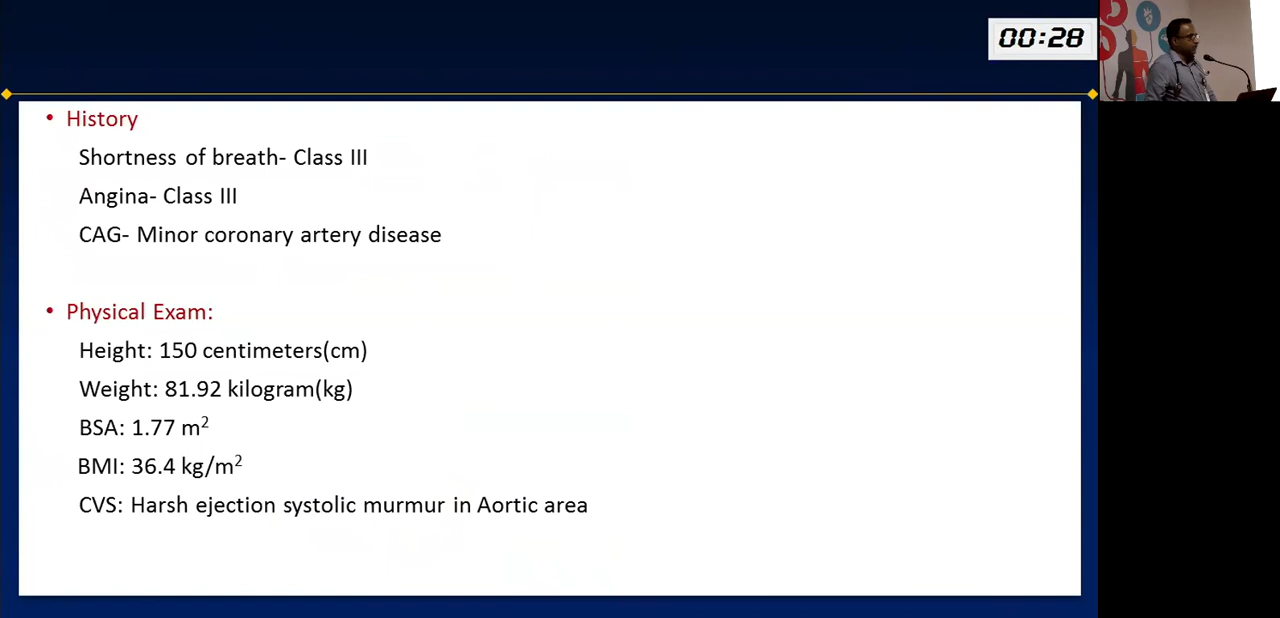 00:28
• History
Shortness of breath- Class III
Angina- Class III
CAG- Minor coronary artery disease
• Physical Exam:
Height: 150 centimeters(cm)
Weight: 81.92 kilogram(kg)
BSA: 1.77 m²
BMI: 36.4 kg/m²
CVS: Harsh ejection systolic murmur in Aortic area